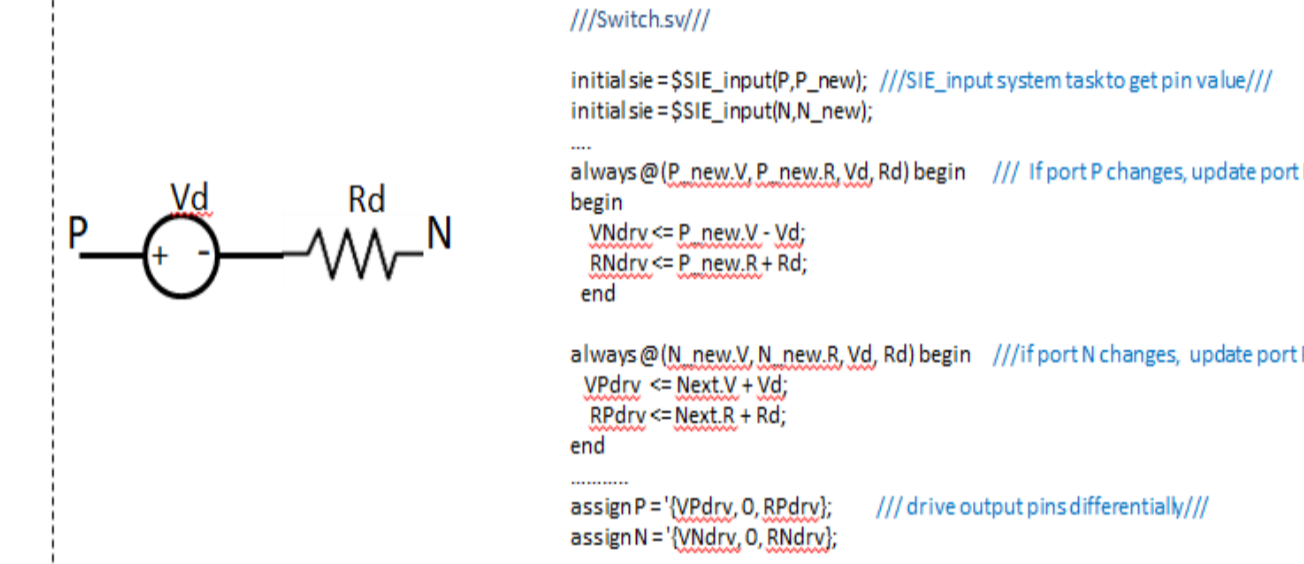 ///Switch.sv///
initial sie = $SIE_input(P,P_new); ///SIE_input system task to get pin value///
initial sie = $SIE_input(N,N_new);
....
always @(P_new.V, P_new.R, Vd, Rd) begin /// If port P changes, update port
begin
VNdrv <= P_new.V - Vd;
RNdrv <= P_new.R + Rd;
end
always @(N_new.V, N_new.R, Vd, Rd) begin ///if port N changes, update port
VPdrv <= Next.V + Vd;
RPdrv <= Next.R + Rd;
end
...........
assign P = '{VPdrv, 0, RPdrv}; /// drive output pins differentially///
assign N = '{VNdrv, 0, RNdrv};
Vd Rd
P + - N